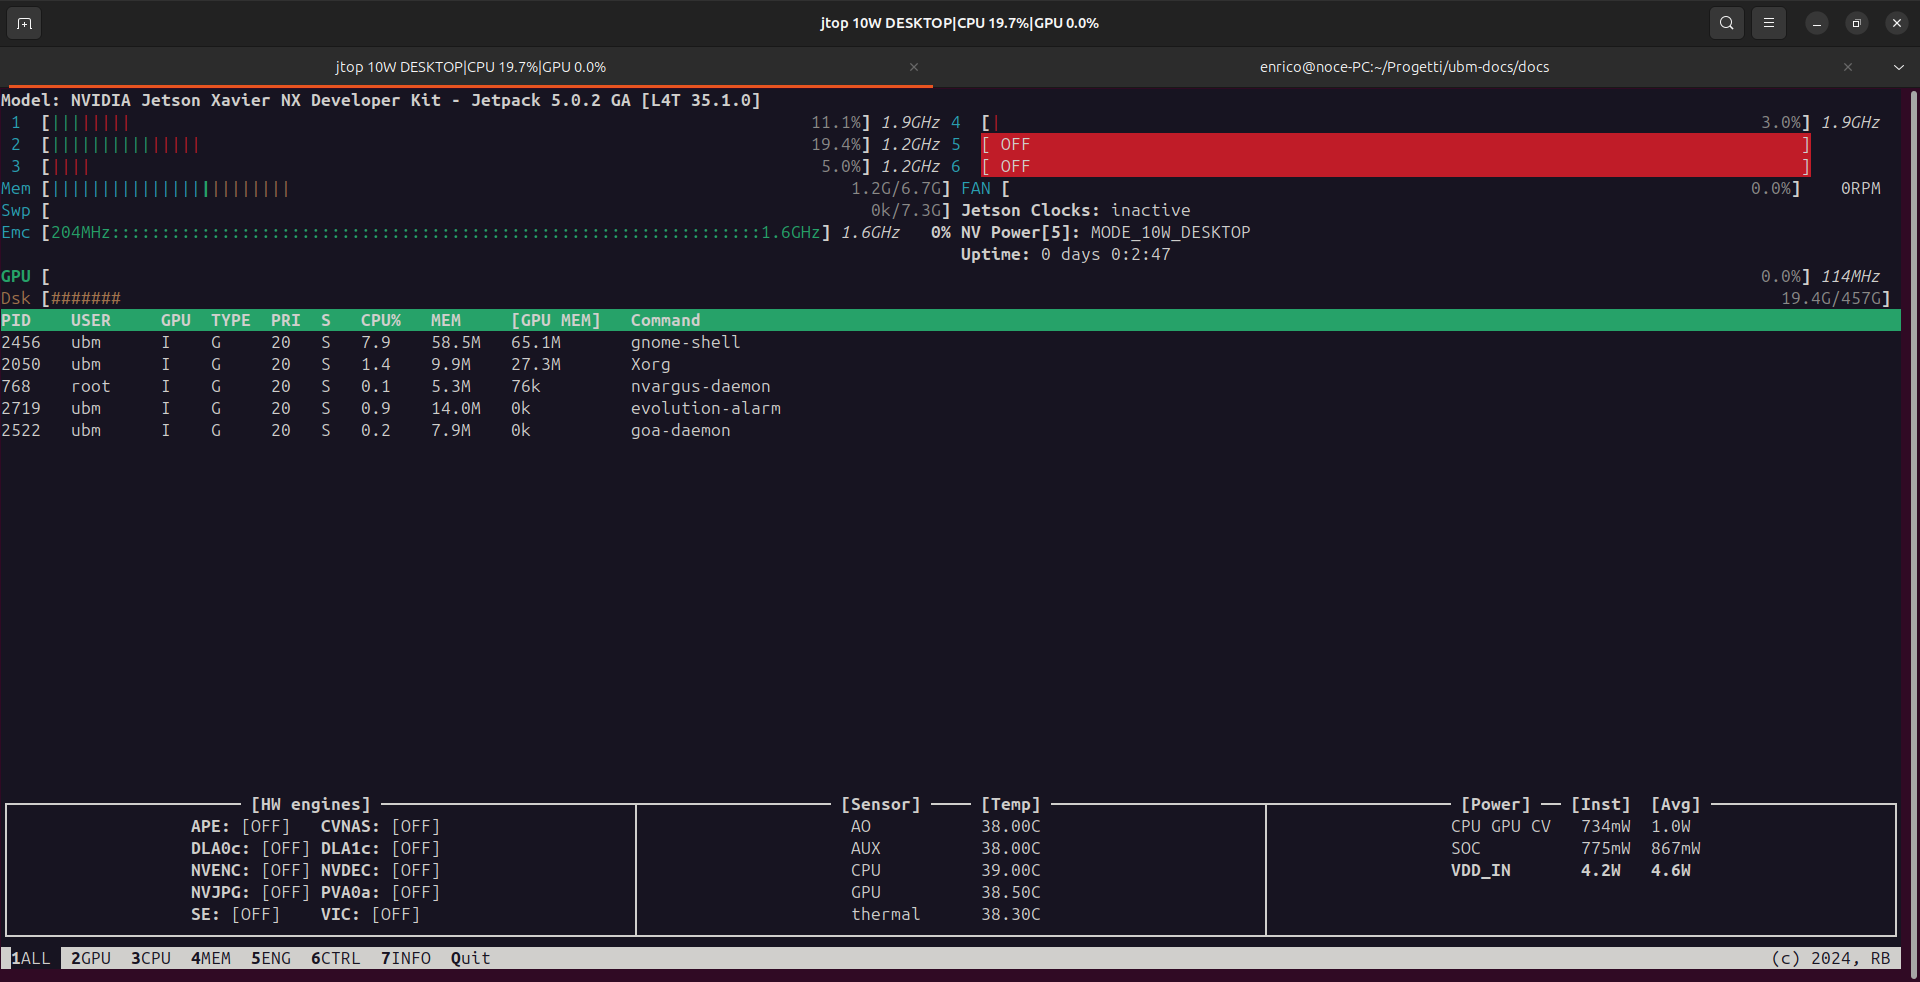 jtop 10W DESKTOP|CPU 19.7%|GPU 0.0%
jtop 10W DESKTOP|CPU 19.7%|GPU 0.0% enrico@noce-PC:~/Progetti/ubm-docs/docs
Model: NVIDIA Jetson Xavier NX Developer Kit - Jetpack 5.0.2 GA [L4T 35.1.0]
1 [|||||||| 11.1%] 1.9GHz 4 [| 3.0%] 1.9GHz
2 [||||||||||||||| 19.4%] 1.2GHz 5 [ OFF ]
3 [|||| 5.0%] 1.2GHz 6 [ OFF ]
Mem [|||||||||||||||||||||||| 1.2G/6.7G] FAN [ 0.0%] 0RPM
Swp [ 0k/7.3G] Jetson Clocks: inactive
Emc [204MHz:::::::::::::::::::::::::::::::::::::::::::::::::::::::::::::::::1.6GHz] 1.6GHz 0% NV Power[5]: MODE_10W_DESKTOP
Uptime: 0 days 0:2:47
GPU [ 0.0%] 114MHz
Dsk [####### 19.4G/457G]
PID USER GPU TYPE PRI S CPU% MEM [GPU MEM] Command
2456 ubm I G 20 S 7.9 58.5M 65.1M gnome-shell
2050 ubm I G 20 S 1.4 9.9M 27.3M Xorg
768 root I G 20 S 0.1 5.3M 76k nvargus-daemon
2719 ubm I G 20 S 0.9 14.0M 0k evolution-alarm
2522 ubm I G 20 S 0.2 7.9M 0k goa-daemon
[HW engines] [Sensor] [Temp] [Power] [Inst] [Avg]
APE: [OFF] CVNAS: [OFF] AO 38.00C CPU GPU CV 734mW 1.0W
DLA0c: [OFF] DLA1c: [OFF] AUX 38.00C SOC 775mW 867mW
NVENC: [OFF] NVDEC: [OFF] CPU 39.00C VDD_IN 4.2W 4.6W
NVJPG: [OFF] PVA0a: [OFF] GPU 38.50C
SE: [OFF] VIC: [OFF] thermal 38.30C
1ALL 2GPU 3CPU 4MEM 5ENG 6CTRL 7INFO Quit (c) 2024, RB